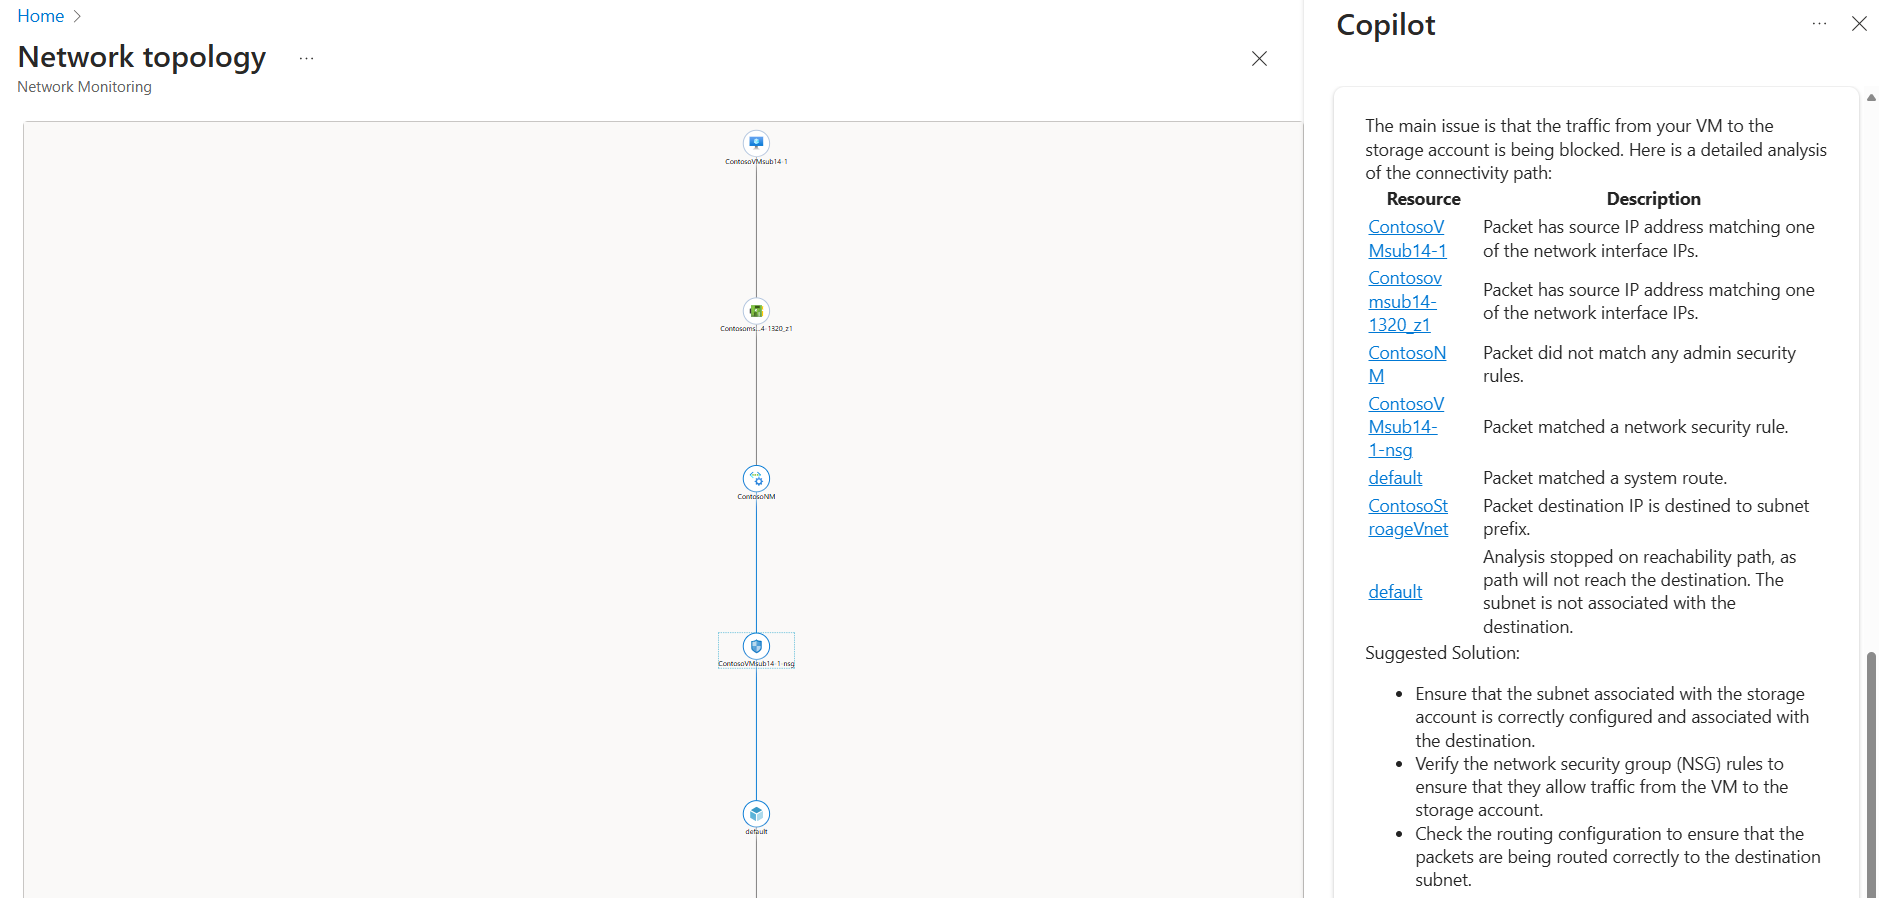 Home
Network topology
Network Monitoring
ContosoVMsub14-1
Contosoms...4-1320_z1
ContosoNM
ContosoVMsub14-1-nsg
default
Copilot
The main issue is that the traffic from your VM to the
storage account is being blocked. Here is a detailed analysis
of the connectivity path:
Resource Description
ContosoV
Msub14-1
Packet has source IP address matching one
of the network interface IPs.
Contosov
msub14-
1320_z1
Packet has source IP address matching one
of the network interface IPs.
ContosoN
M
Packet did not match any admin security
rules.
ContosoV
Msub14-
1-nsg
Packet matched a network security rule.
default Packet matched a system route.
ContosoSt
roageVnet
Packet destination IP is destined to subnet
prefix.
default
Analysis stopped on reachability path, as
path will not reach the destination. The
subnet is not associated with the
destination.
Suggested Solution:
• Ensure that the subnet associated with the storage
account is correctly configured and associated with
the destination.
• Verify the network security group (NSG) rules to
ensure that they allow traffic from the VM to the
storage account.
• Check the routing configuration to ensure that the
packets are being routed correctly to the destination
subnet.